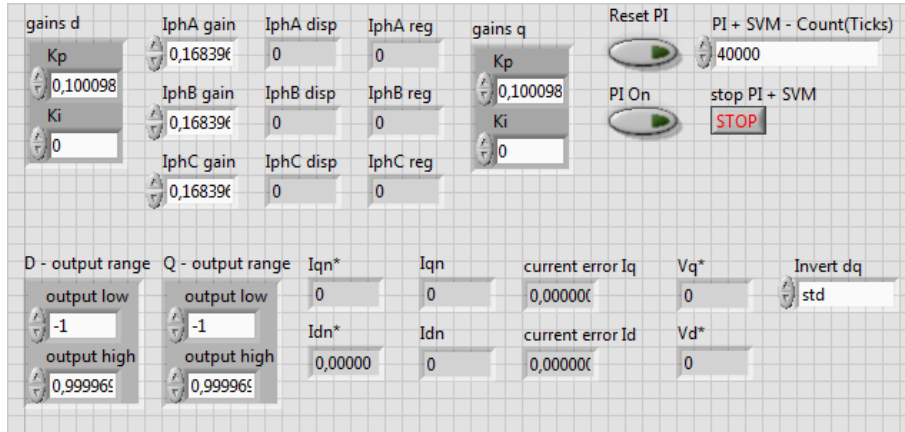 gains d IphA gain IphA disp IphA reg gains q Reset PI PI + SVM - Count(Ticks)
Kp 0,168396 0 0 Kp 40000
0,100098 IphB gain IphB disp IphB reg 0,100098 PI On stop PI + SVM
Ki 0,168396 0 0 Ki STOP
0 IphC gain IphC disp IphC reg 0
0,168396 0 0
D - output range Q - output range Iqn* Iqn current error Iq Vq* Invert dq
output low output low 0 0 0,00000( 0 std
-1 -1 Idn* Idn current error Id Vd*
output high output high 0,00000 0 0,00000( 0
0,999969 0,999969